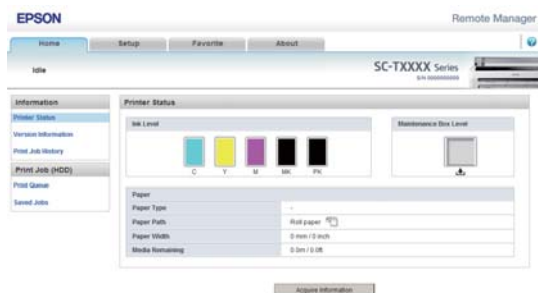 EPSON
Remote Manager
Home Setup Favorite About
Idle
SC-TXXXX Series
Information
Printer Status
Version Information
Print Job History
Print Job (HDD)
Print Queue
Saved Jobs
Printer Status
Ink Level
C Y M MK PK
Maintenance Box Level
Paper
Paper Type -
Paper Path Roll paper
Paper Width 0 mm / 0 inch
Media Remaining 0.0m / 0.0ft
Acquire Information